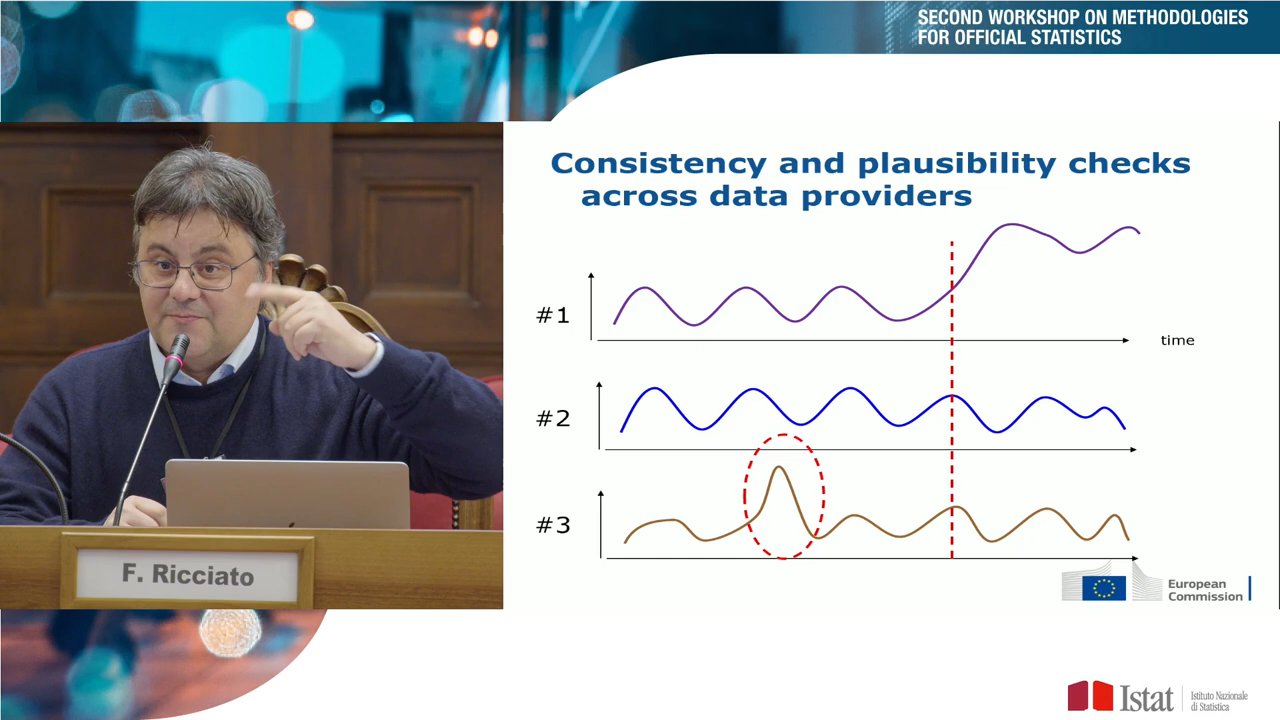 SECOND WORKSHOP ON METHODOLOGIES
FOR OFFICIAL STATISTICS
Consistency and plausibility checks
across data providers
#1
time
#2
#3
F. Ricciato
European
Commission
Istat
Istituto Nazionale
di Statistica